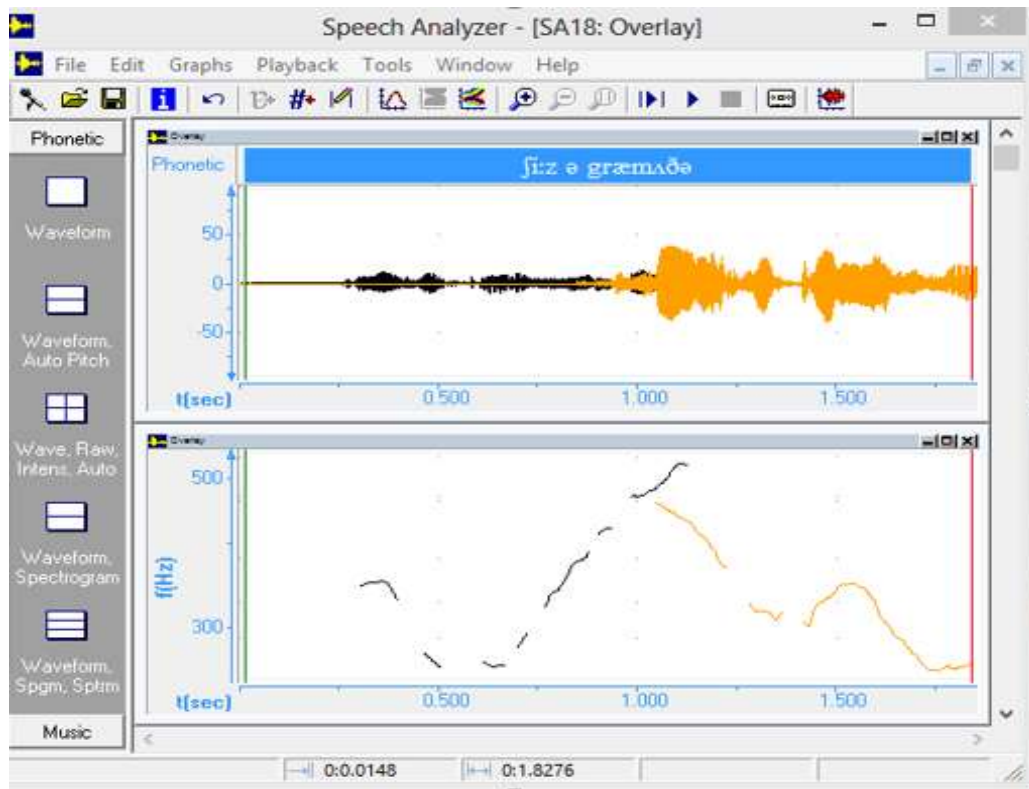 Speech Analyzer - [SA18: Overlay]
File Edit Graphs Playback Tools Window Help
Phonetic
Waveform
Waveform,
Auto Pitch
Wave, Raw,
Intens, Auto
Waveform,
Spectrogram
Waveform,
Spgm, Sptrm
Music
Overlay
Phonetic
ʃĩːz ə græmʌðə
50
0
-50
t(sec) 0.500 1.000 1.500
Overlay
500
f(Hz)
300
t(sec) 0.500 1.000 1.500
0:0.0148 0:1.8276